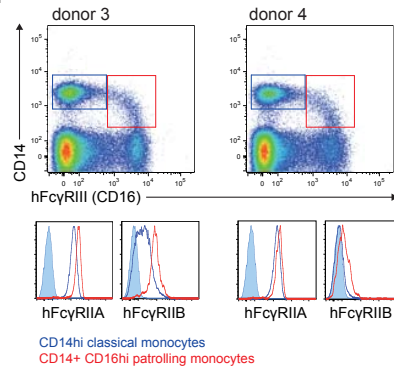 donor 3
donor 4
10⁵
10⁴
10³
10²
0
0
10²
10³
10⁴
10⁵
10⁵
10⁴
10³
10²
0
0
10²
10³
10⁴
10⁵
CD14
hFcγRIII (CD16)
hFcγRIIA
hFcγRIIB
hFcγRIIA
hFcγRIIB
CD14hi classical monocytes
CD14+ CD16hi patrolling monocytes